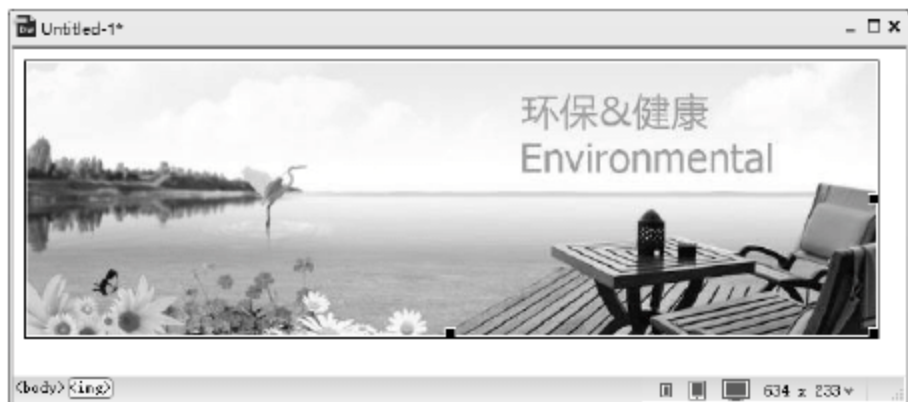 Untitled-1*
环保&健康
Environmental
<body> <img>
634 x 233